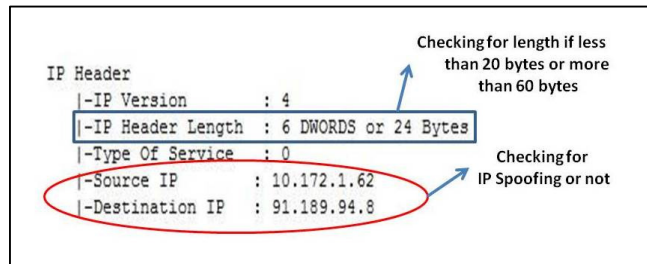 Checking for length if less
than 20 bytes or more
than 60 bytes
IP Header
|-IP Version : 4
|-IP Header Length : 6 DWORDS or 24 Bytes
|-Type Of Service : 0
|-Source IP : 10.172.1.62
|-Destination IP : 91.189.94.8
Checking for
IP Spoofing or not